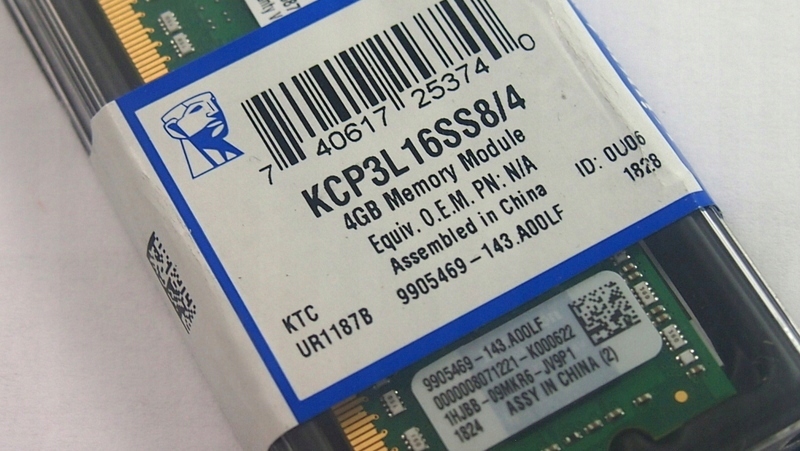 7 40617 25374 0
KCP3L16SS8/4
4GB Memory Module
Equiv. O.E.M. PN: N/A
Assembled in China
ID: 0U06
1828
9905469-143.A00LF
KTC
UR1187B
9905469-143.A00LF
000008071221-K000622
1HJBB-09MKR6-JV9P1
ASSY IN CHINA (2)
1824